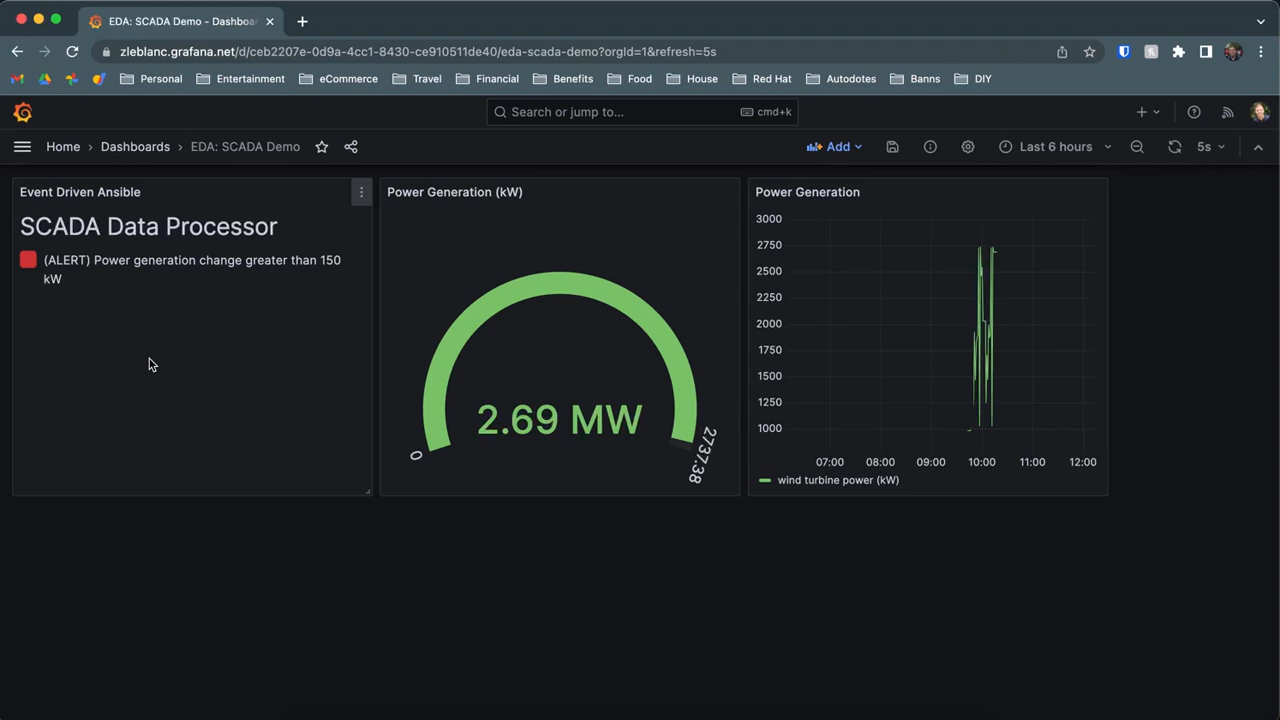 EDA: SCADA Demo - Dashboar
zleblanc.grafana.net/d/ceb2207e-0d9a-4cc1-8430-ce910511de40/eda-scada-demo?orgId=1&refresh=5s
Personal Entertainment eCommerce Travel Financial Benefits Food House Red Hat Autodotes Banns DIY
Search or jump to... cmd+k
Home > Dashboards > EDA: SCADA Demo Add Last 6 hours 5s
Event Driven Ansible
SCADA Data Processor
(ALERT) Power generation change greater than 150
kW
Power Generation (kW)
2.69 MW
0
2737.38
Power Generation
3000
2750
2500
2250
2000
1750
1500
1250
1000
07:00 08:00 09:00 10:00 11:00 12:00
wind turbine power (kW)